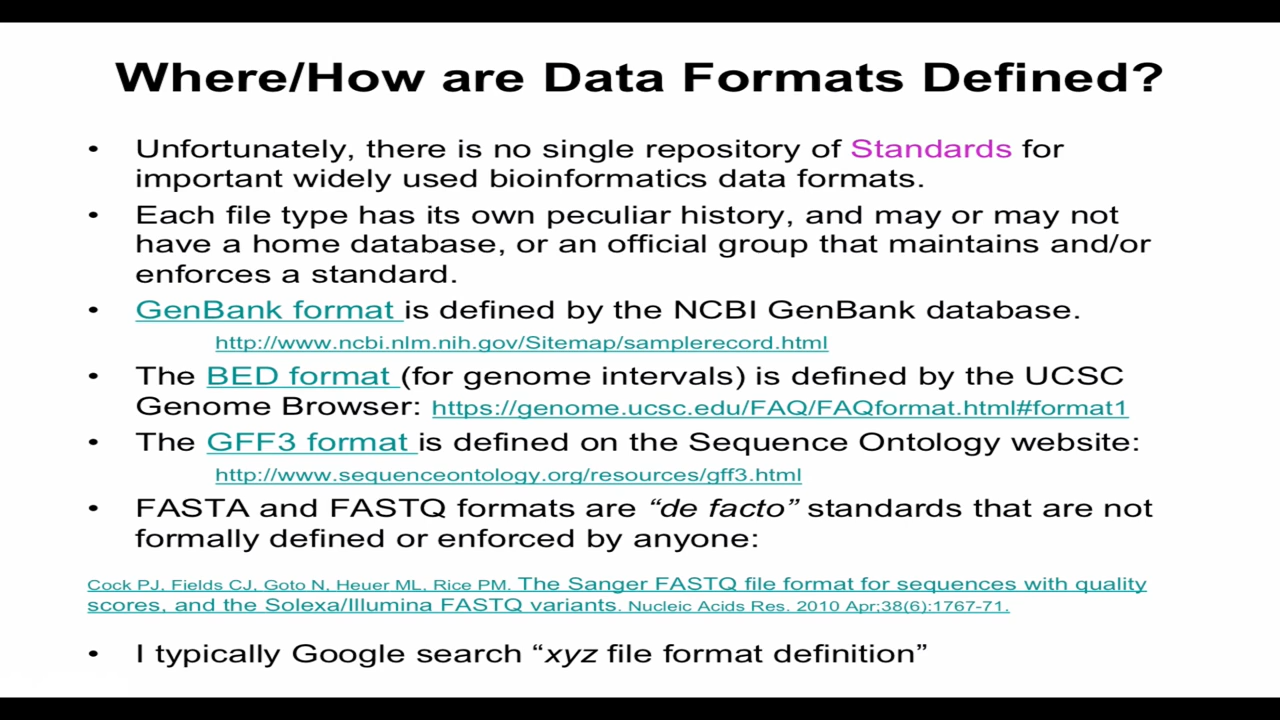 Where/How are Data Formats Defined?
• Unfortunately, there is no single repository of Standards for
important widely used bioinformatics data formats.
• Each file type has its own peculiar history, and may or may not
have a home database, or an official group that maintains and/or
enforces a standard.
• GenBank format is defined by the NCBI GenBank database.
http://www.ncbi.nlm.nih.gov/Sitemap/samplerecord.html
• The BED format (for genome intervals) is defined by the UCSC
Genome Browser: https://genome.ucsc.edu/FAQ/FAQformat.html#format1
• The GFF3 format is defined on the Sequence Ontology website:
http://www.sequenceontology.org/resources/gff3.html
• FASTA and FASTQ formats are “de facto” standards that are not
formally defined or enforced by anyone:
Cock PJ, Fields CJ, Goto N, Heuer ML, Rice PM. The Sanger FASTQ file format for sequences with quality
scores, and the Solexa/Illumina FASTQ variants. Nucleic Acids Res. 2010 Apr;38(6):1767-71.
• I typically Google search “xyz file format definition”